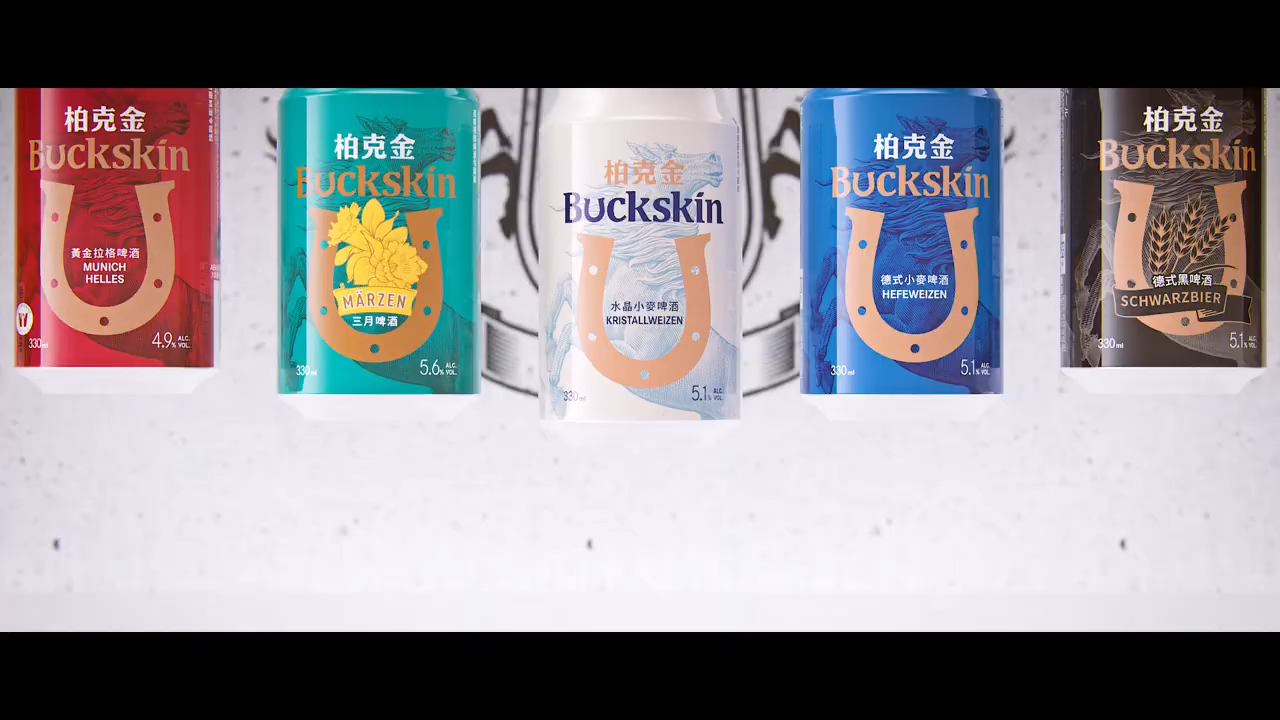 柏克金
Buckskin
黃金拉格啤酒
MUNICH
HELLES
330ml
4.9% ALC. VOL.
柏克金
Buckskin
MÄRZEN
三月啤酒
330ml
5.6% ALC. VOL.
柏克金
Buckskin
水晶小麥啤酒
KRISTALLWEIZEN
330ml
5.1% ALC. VOL.
柏克金
Buckskin
德式小麥啤酒
HEFEWEIZEN
330ml
5.1% ALC. VOL.
柏克金
Buckskin
德式黑啤酒
SCHWARZBIER
330ml
5.1% ALC. VOL.